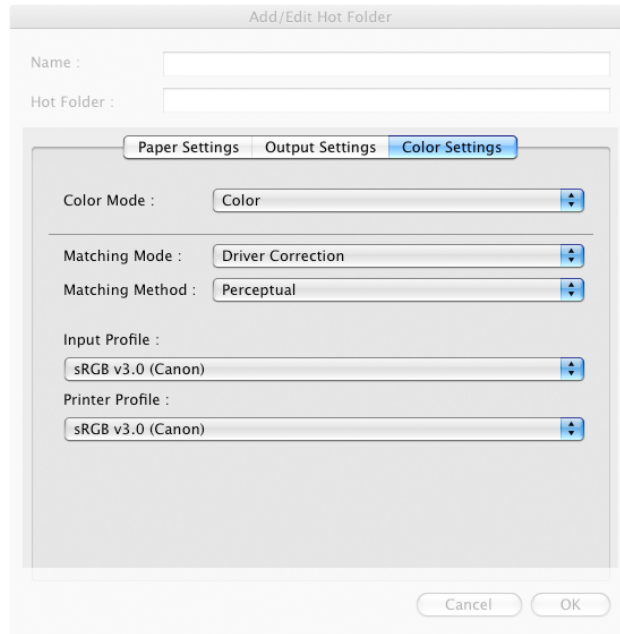 Add/Edit Hot Folder
Name :
Hot Folder :
Paper Settings Output Settings Color Settings
Color Mode : Color
Matching Mode : Driver Correction
Matching Method : Perceptual
Input Profile :
sRGB v3.0 (Canon)
Printer Profile :
sRGB v3.0 (Canon)
Cancel OK